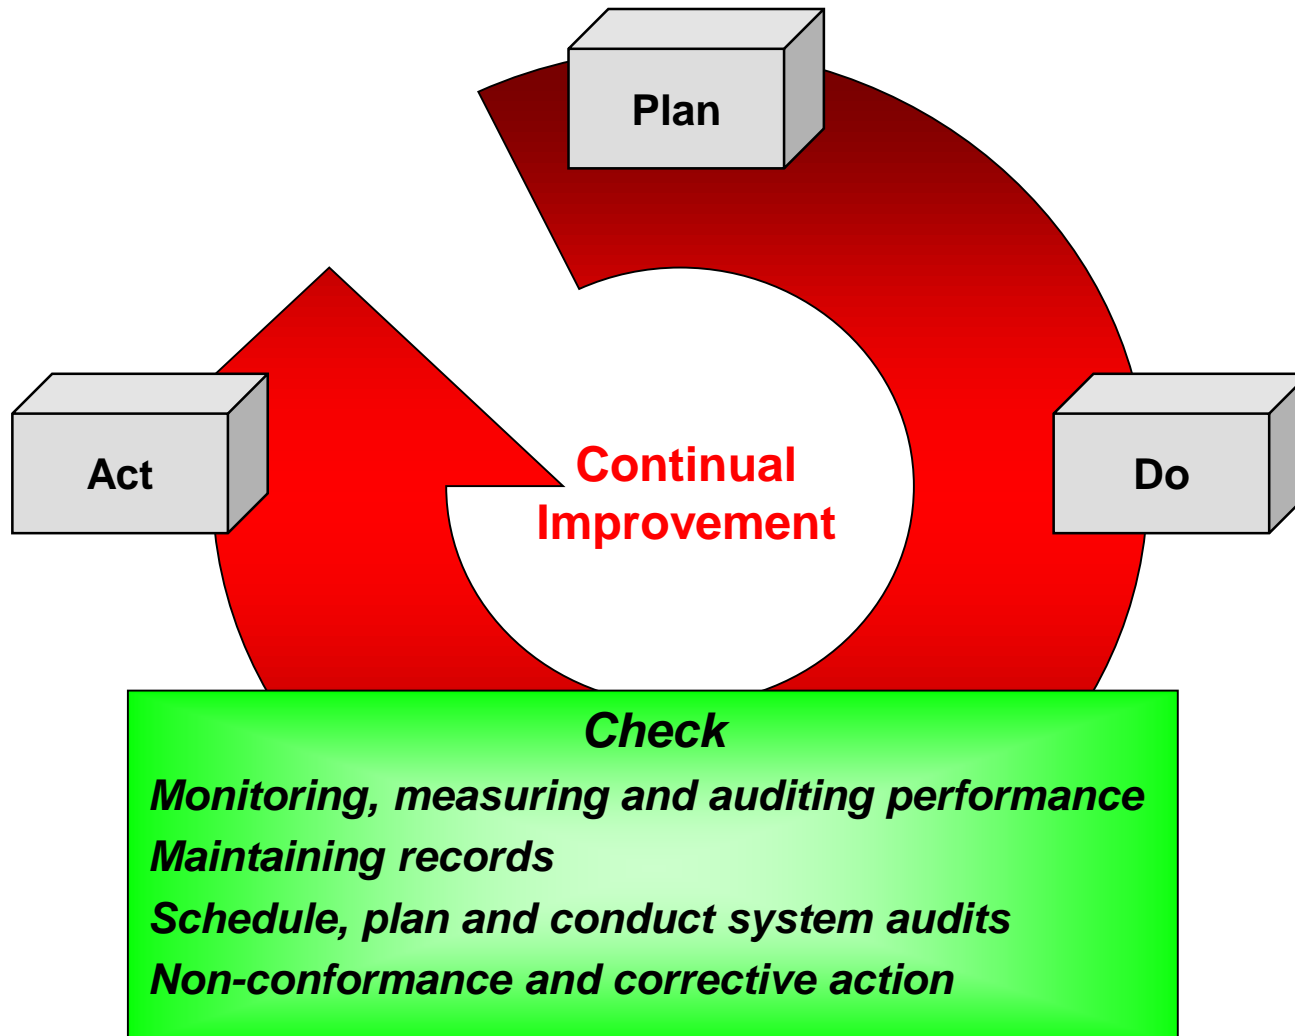 Plan
Act
Do
Continual
Improvement
Check
Monitoring, measuring and auditing performance
Maintaining records
Schedule, plan and conduct system audits
Non-conformance and corrective action